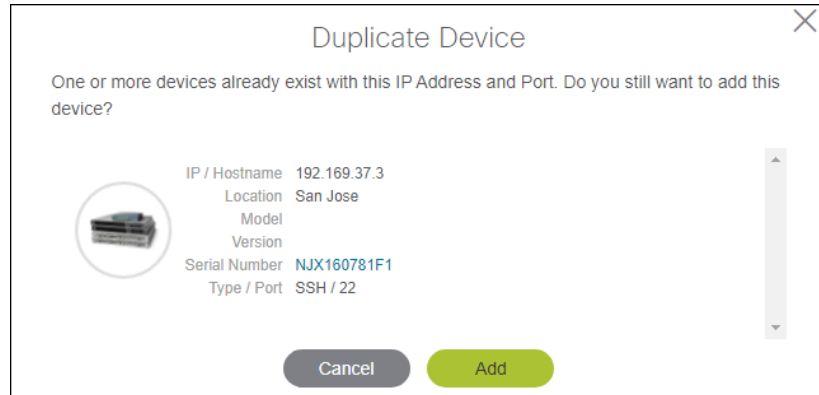 Duplicate Device
One or more devices already exist with this IP Address and Port. Do you still want to add this
device?
IP / Hostname 192.169.37.3
Location San Jose
Model
Version
Serial Number NJX160781F1
Type / Port SSH / 22
Cancel Add